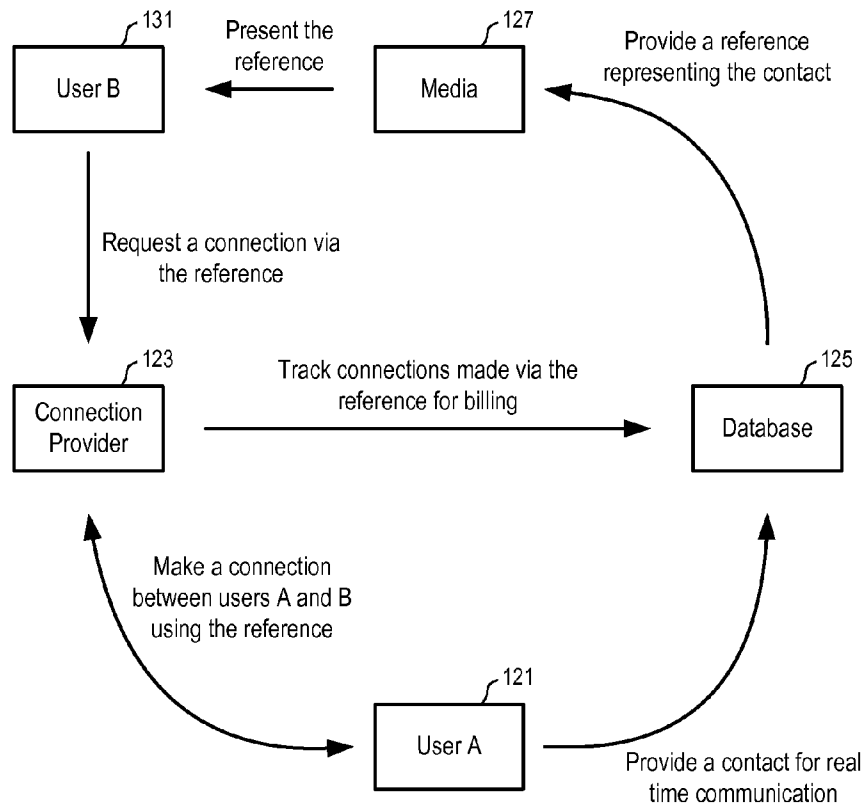 131
User B
Present the
reference
127
Media
Provide a reference
representing the contact
Request a connection via
the reference
123
Connection
Provider
Track connections made via the
reference for billing
125
Database
Make a connection
between users A and B
using the reference
121
User A
Provide a contact for real
time communication